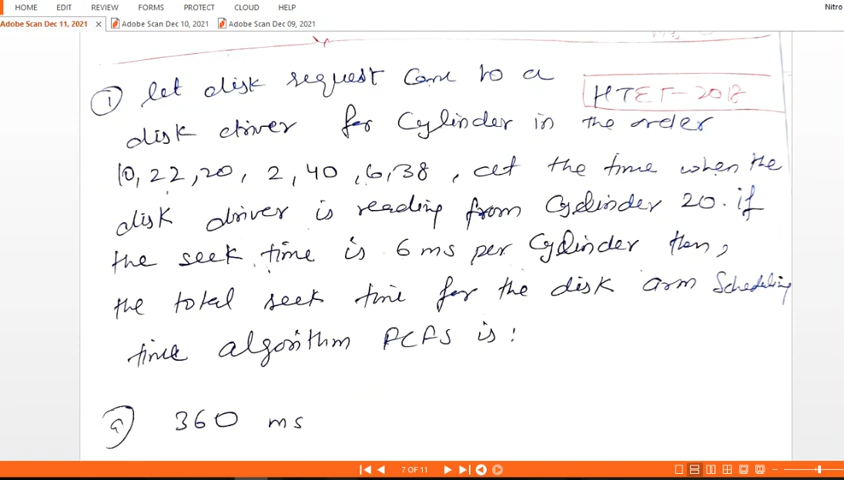 HOME EDIT REVIEW FORMS PROTECT CLOUD HELP Nitro
Adobe Scan Dec 11, 2021 × Adobe Scan Dec 10, 2021 Adobe Scan Dec 09, 2021
① let disk request Come to a HTET-2018
disk driver for Cylinder in the order
10, 22, 20, 2, 40, 6, 38, at the time when the
disk driver is reading from Cylinder 20. if
the seek time is 6 ms per Cylinder then,
the total seek time for the disk arm Scheduling
time algorithm FCFS is:
a) 360 ms
7 OF 11